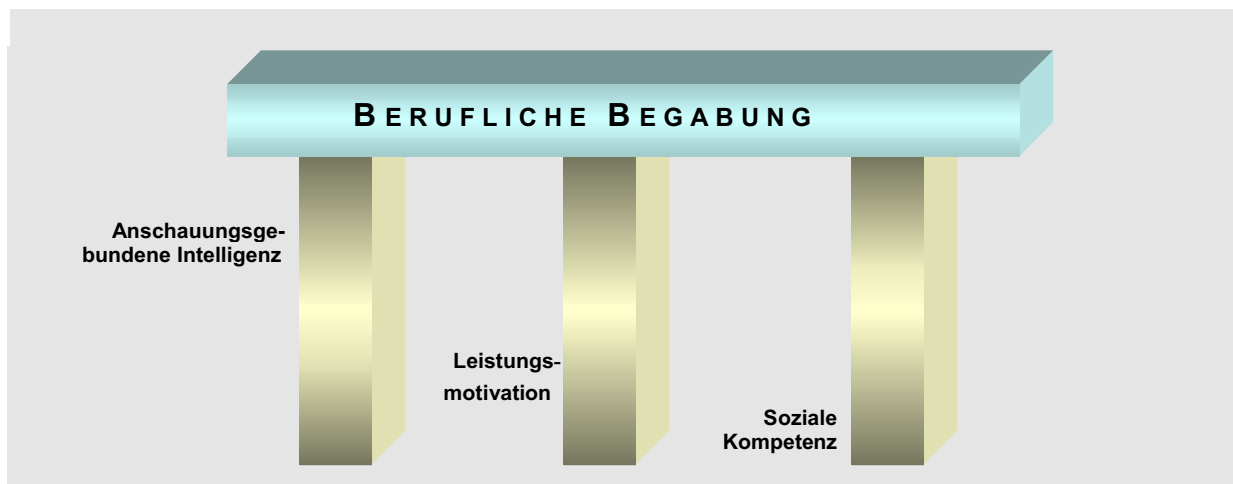 BERUFLICHE BEGABUNG
Anschauungsge-
bundene Intelligenz
Leistungs-
motivation
Soziale
Kompetenz